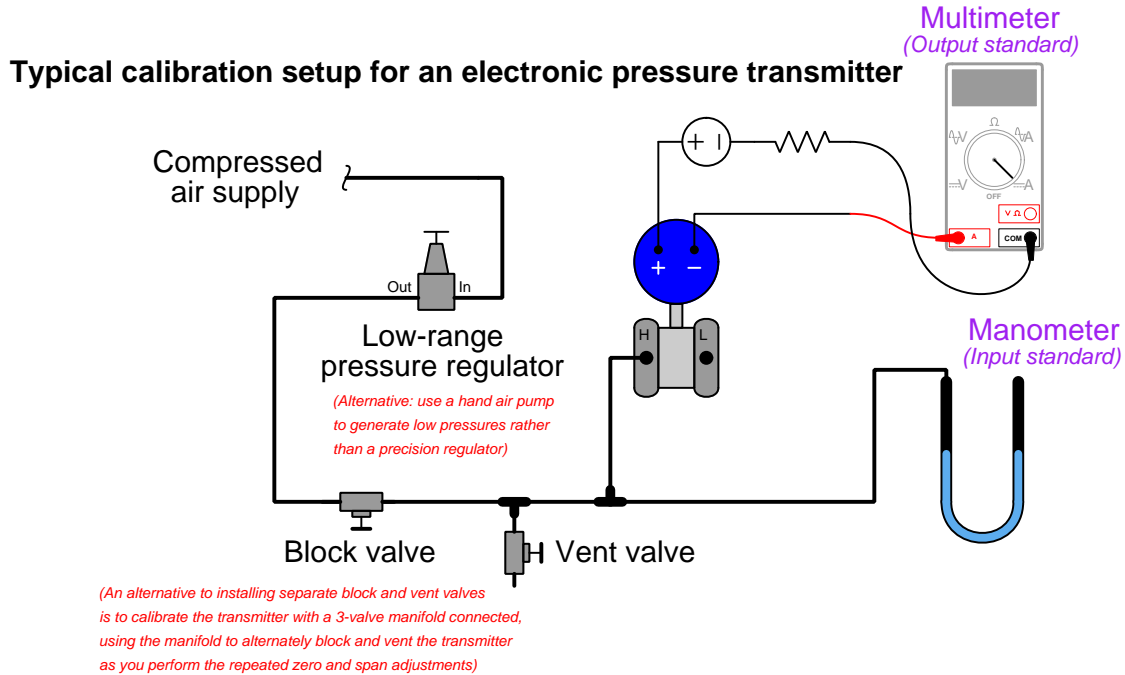 Multimeter
(Output standard)
Typical calibration setup for an electronic pressure transmitter
Compressed
air supply
+ −
Ω
V
A
V
A
OFF
V Ω
A
COM
+ −
Out
In
H
L
Low-range
pressure regulator
(Alternative: use a hand air pump
to generate low pressures rather
than a precision regulator)
Manometer
(Input standard)
Block valve
Vent valve
(An alternative to installing separate block and vent valves
is to calibrate the transmitter with a 3-valve manifold connected,
using the manifold to alternately block and vent the transmitter
as you perform the repeated zero and span adjustments)